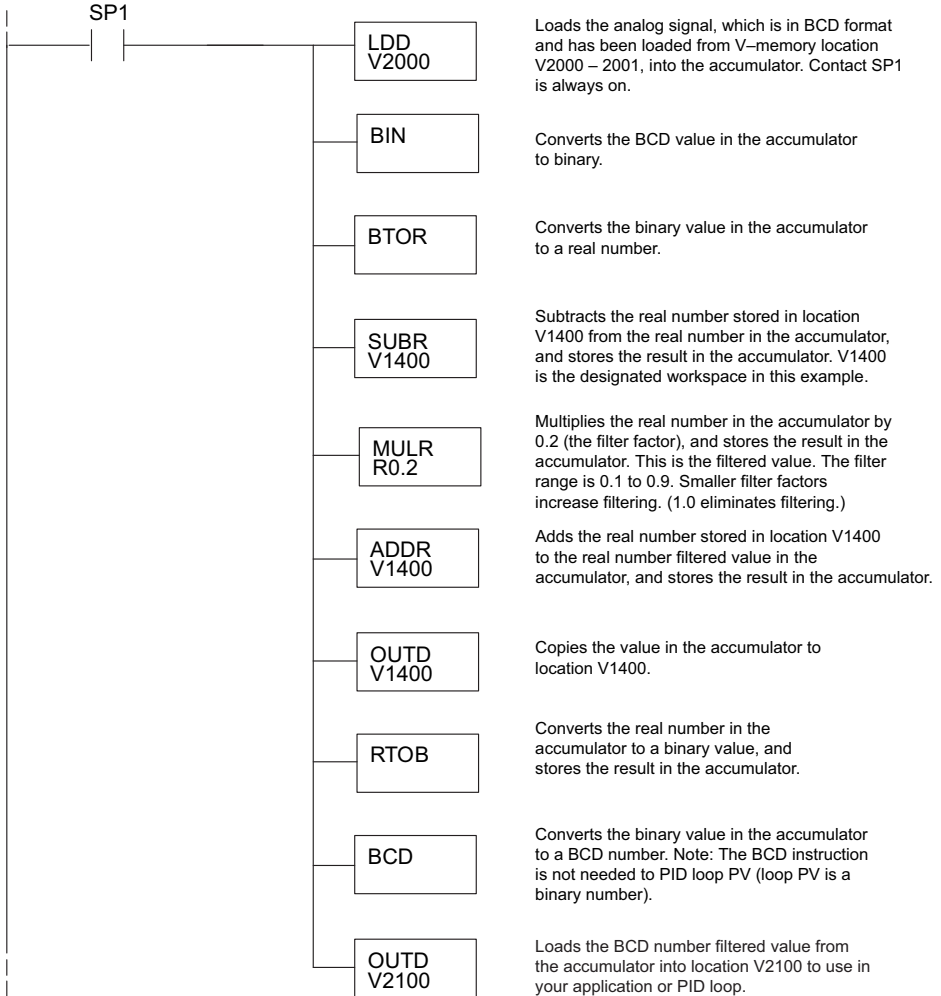 SP1
LDD
V2000
Loads the analog signal, which is in BCD format
and has been loaded from V–memory location
V2000 – 2001, into the accumulator. Contact SP1
is always on.
BIN
Converts the BCD value in the accumulator
to binary.
BTOR
Converts the binary value in the accumulator
to a real number.
SUBR
V1400
Subtracts the real number stored in location
V1400 from the real number in the accumulator,
and stores the result in the accumulator. V1400
is the designated workspace in this example.
MULR
R0.2
Multiplies the real number in the accumulator by
0.2 (the filter factor), and stores the result in the
accumulator. This is the filtered value. The filter
range is 0.1 to 0.9. Smaller filter factors
increase filtering. (1.0 eliminates filtering.)
ADDR
V1400
Adds the real number stored in location V1400
to the real number filtered value in the
accumulator, and stores the result in the accumulator.
OUTD
V1400
Copies the value in the accumulator to
location V1400.
RTOB
Converts the real number in the
accumulator to a binary value, and
stores the result in the accumulator.
BCD
Converts the binary value in the accumulator
to a BCD number. Note: The BCD instruction
is not needed to PID loop PV (loop PV is a
binary number).
OUTD
V2100
Loads the BCD number filtered value from
the accumulator into location V2100 to use in
your application or PID loop.